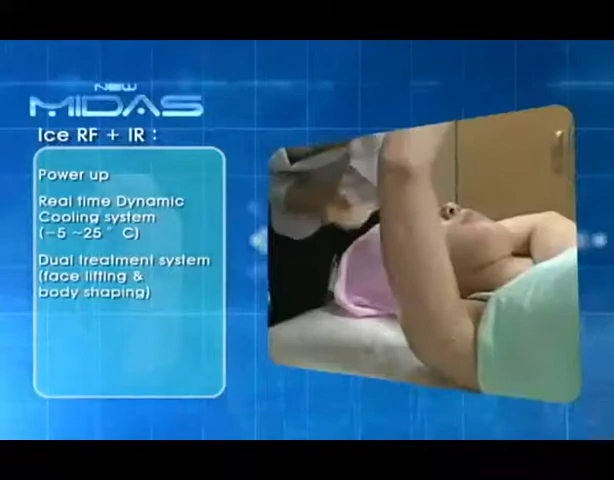 NEW
MIDAS
Ice RF + IR :
Power up
Real time Dynamic
Cooling system
(−5 ~25 ° C)
Dual treatment system
(face lifting &
body shaping)